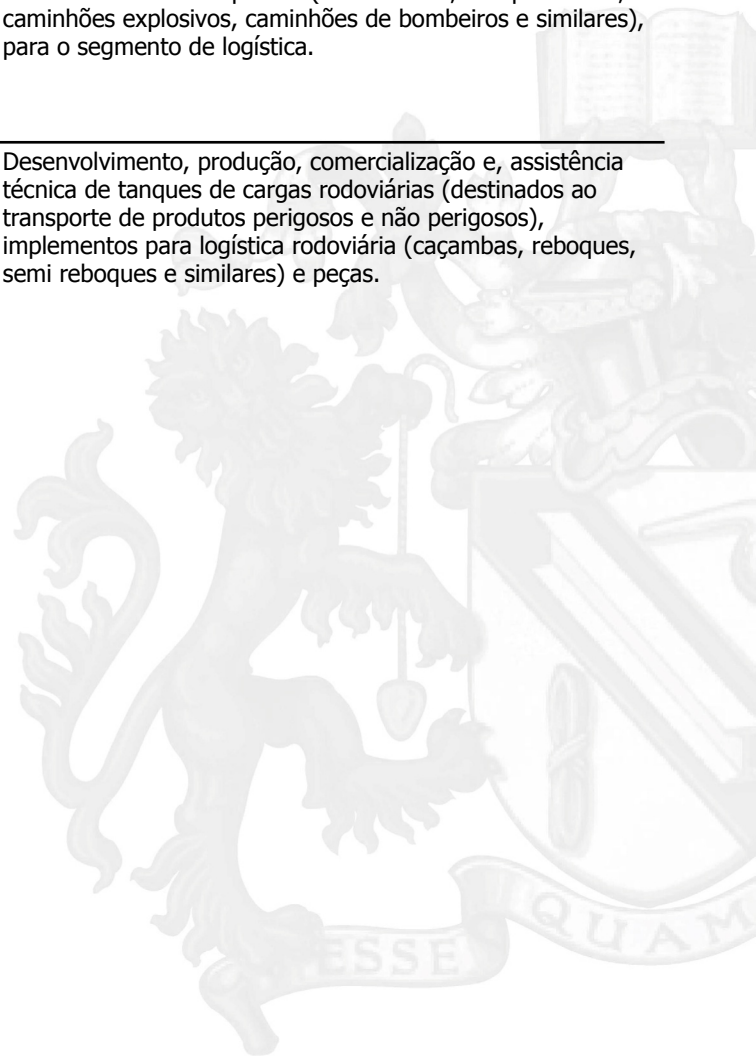 caminhões explosivos, caminhões de bombeiros e similares),
para o segmento de logística.
Desenvolvimento, produção, comercialização e, assistência
técnica de tanques de cargas rodoviárias (destinados ao
transporte de produtos perigosos e não perigosos),
implementos para logística rodoviária (caçambas, reboques,
semi reboques e similares) e peças.
ESSE
QUAM